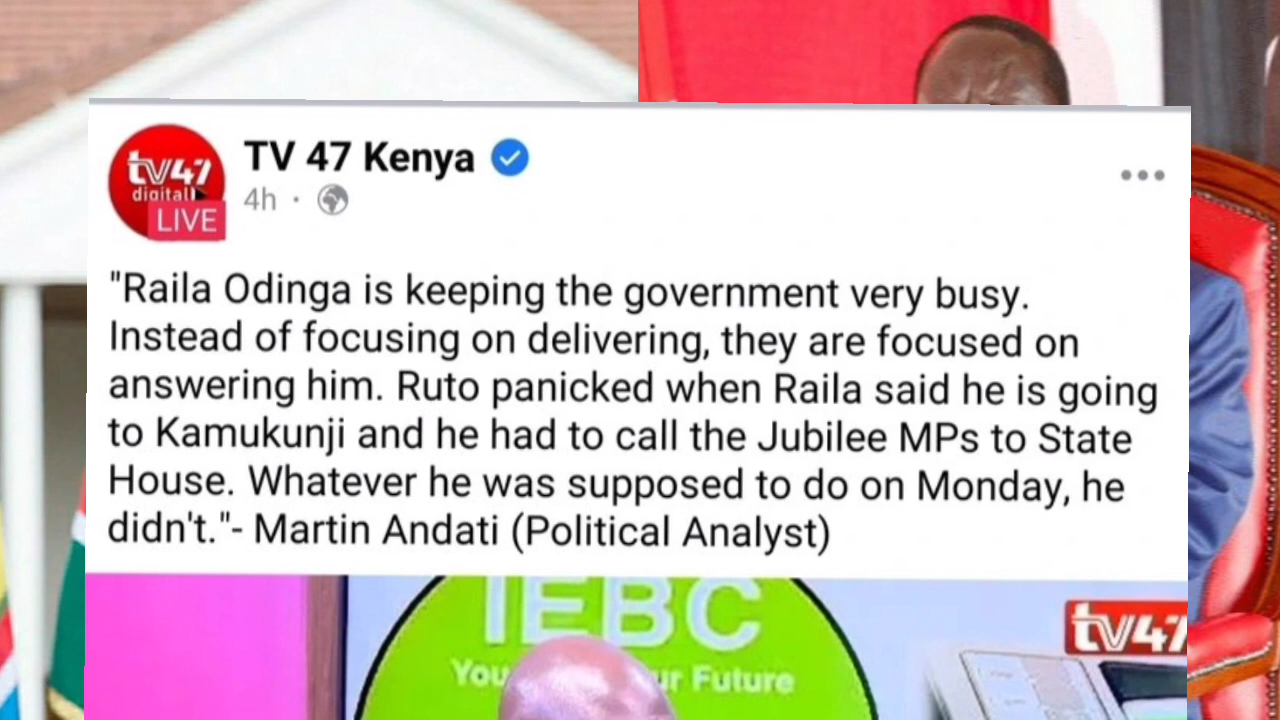 tv47
digital
LIVE
TV 47 Kenya
4h ·
"Raila Odinga is keeping the government very busy.
Instead of focusing on delivering, they are focused on
answering him. Ruto panicked when Raila said he is going
to Kamukunji and he had to call the Jubilee MPs to State
House. Whatever he was supposed to do on Monday, he
didn't."- Martin Andati (Political Analyst)
IEBC
You ur Future
tv47